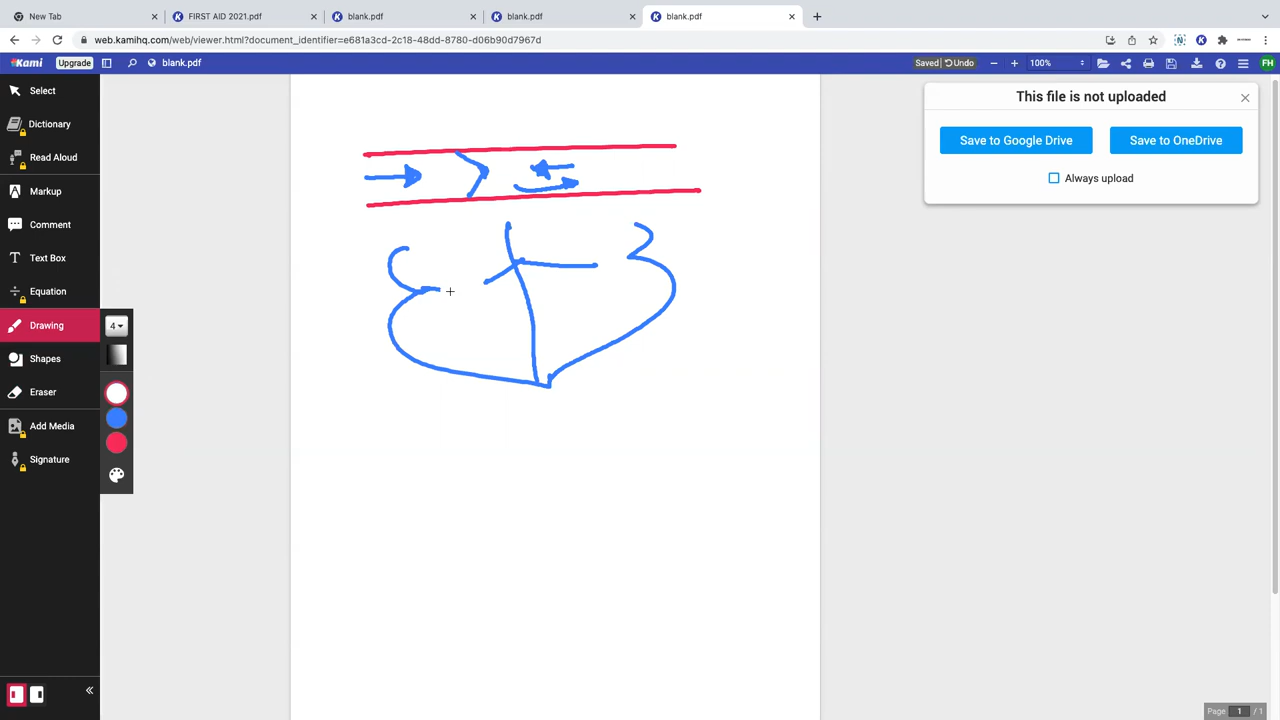 New Tab
FIRST AID 2021.pdf
blank.pdf
blank.pdf
blank.pdf
web.kamihq.com/web/viewer.html?document_identifier=e681a3cd-2c18-48dd-8780-d06b90d7967d
Kami
Upgrade
blank.pdf
Saved
Undo
100%
FH
Select
Dictionary
Read Aloud
Markup
Comment
Text Box
Equation
Drawing
Shapes
Eraser
Add Media
Signature
4
This file is not uploaded
Save to Google Drive
Save to OneDrive
Always upload
Page 1 / 1